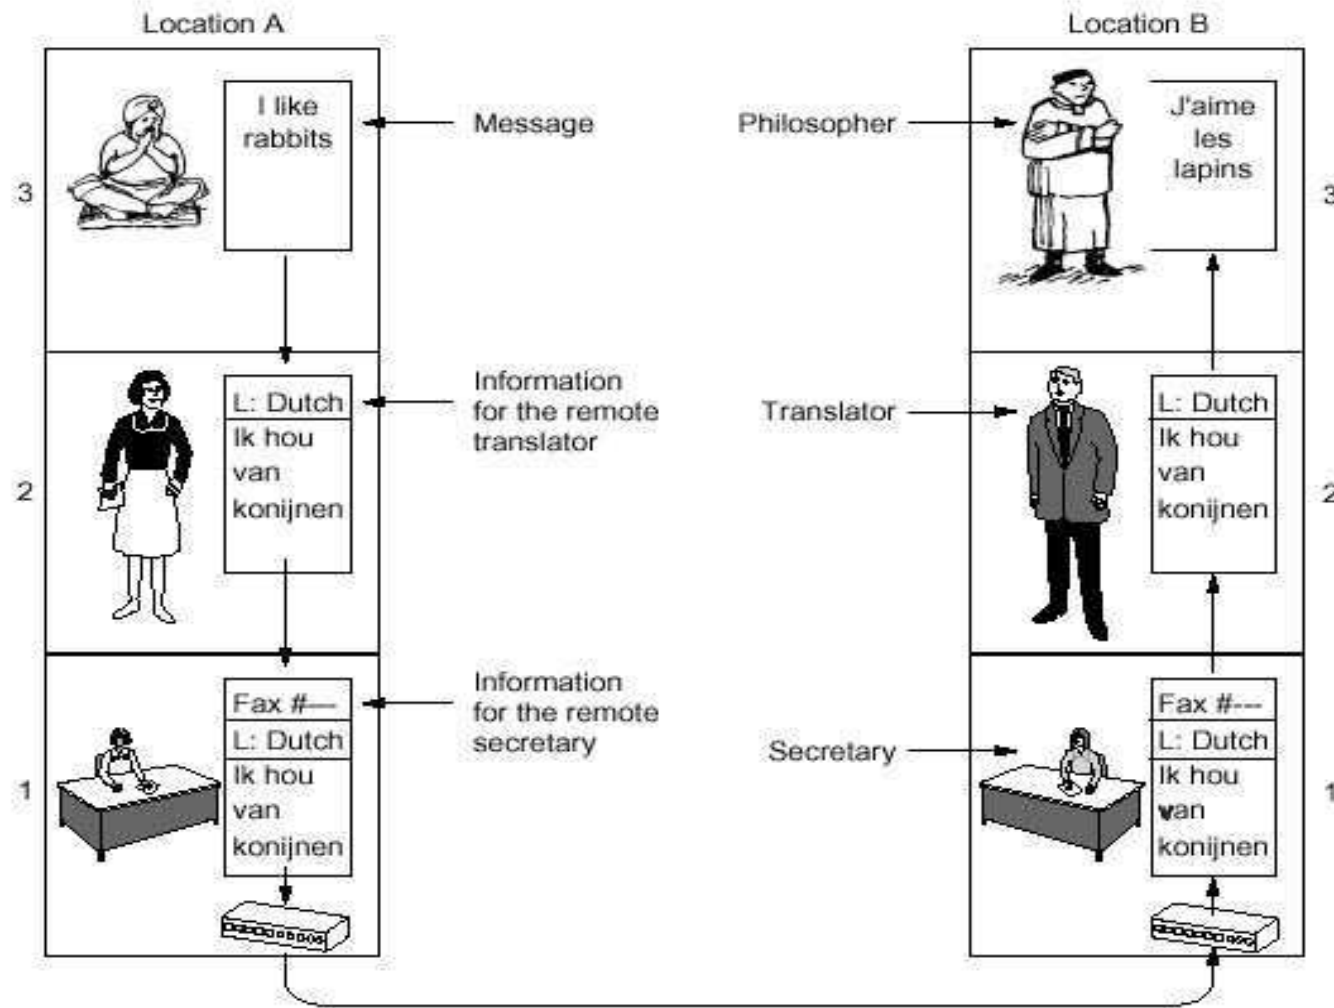 Location A
Location B
I like
rabbits
Message
Philosopher
J'aime
les
lapins
3
3
L: Dutch
Ik hou
van
konijnen
Information
for the remote
translator
Translator
L: Dutch
Ik hou
van
konijnen
2
2
Fax #---
L: Dutch
Ik hou
van
konijnen
Information
for the remote
secretary
Secretary
Fax #---
L: Dutch
Ik hou
van
konijnen
1
1